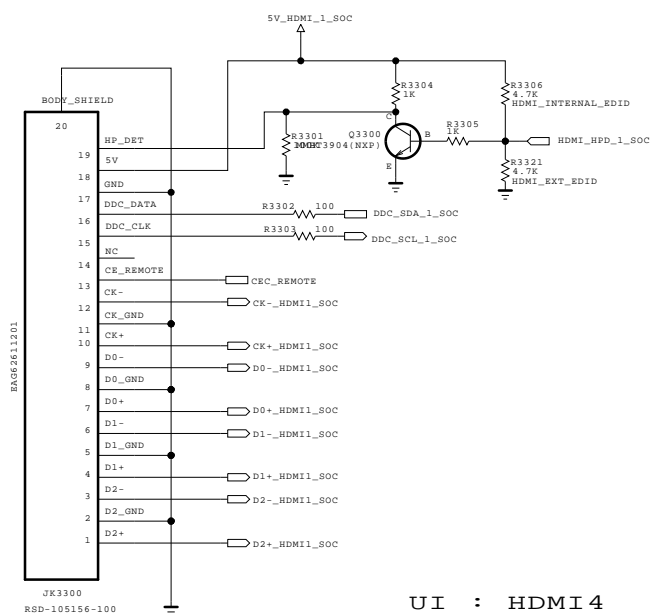 5V_HDMI_1_SOC
BODY_SHIELD
20
R3304
1K
R3306
4.7K
HDMI_INTERNAL_EDID
HP_DET
19
R3301
MMBT3904(NXP)
Q3300
C
B
E
R3305
1K
HDMI_HPD_1_SOC
5V
18
R3321
4.7K
HDMI_EXT_EDID
GND
17
DDC_DATA
16
R3302
100
DDC_SDA_1_SOC
DDC_CLK
15
R3303
100
DDC_SCL_1_SOC
NC
14
CE_REMOTE
13
CEC_REMOTE
CK-
12
CK-_HDMI1_SOC
CK_GND
11
CK+
10
CK+_HDMI1_SOC
D0-
9
D0-_HDMI1_SOC
D0_GND
8
D0+
7
D0+_HDMI1_SOC
D1-
6
D1-_HDMI1_SOC
D1_GND
5
D1+
4
D1+_HDMI1_SOC
D2-
3
D2-_HDMI1_SOC
D2_GND
2
D2+
1
D2+_HDMI1_SOC
EAG62611201
JK3300
RSD-105156-100
UI : HDMI4